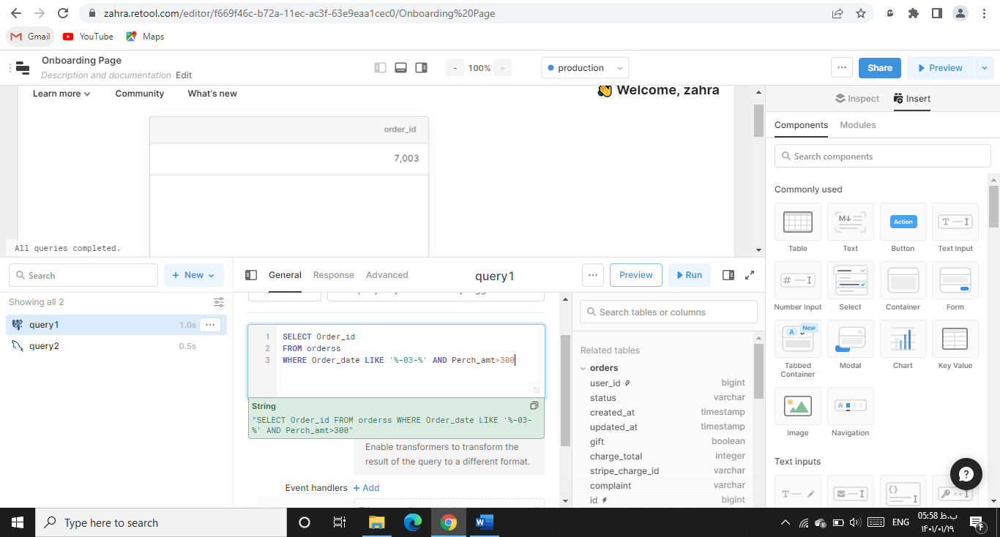 zahra.retool.com/editor/f669f46c-b72a-11ec-ac3f-63e9eaa1cec0/Onboarding%20Page
Gmail YouTube Maps
Onboarding Page
Description and documentation Edit
- 100% +
production
Share
Preview
Learn more Community What's new
👋 Welcome, zahra
order_id
7,003
All queries completed.
Inspect Insert
Components Modules
Search components
Commonly used
Table Text Button Text Input
Action
Number Input Select Container Form
New
Tabbed Container Modal Chart Key Value
Image Navigation
Text inputs
Search
+ New
Showing all 2
query1 1.0s
query2 0.5s
General Response Advanced
query1
Preview
Run
1 SELECT Order_id
2 FROM orderss
3 WHERE Order_date LIKE '%-03-%' AND Perch_amt>300
String
"SELECT Order_id FROM orderss WHERE Order_date LIKE '%-03-
%' AND Perch_amt>300"
Enable transformers to transform the
result of the query to a different format.
Event handlers + Add
Search tables or columns
Related tables
orders
user_id bigint
status varchar
created_at timestamp
updated_at timestamp
gift boolean
charge_total integer
stripe_charge_id varchar
complaint varchar
id bigint
Type here to search
ENG
05:58 ب.ظ
۱۴۰۱/۰۱/۱۹